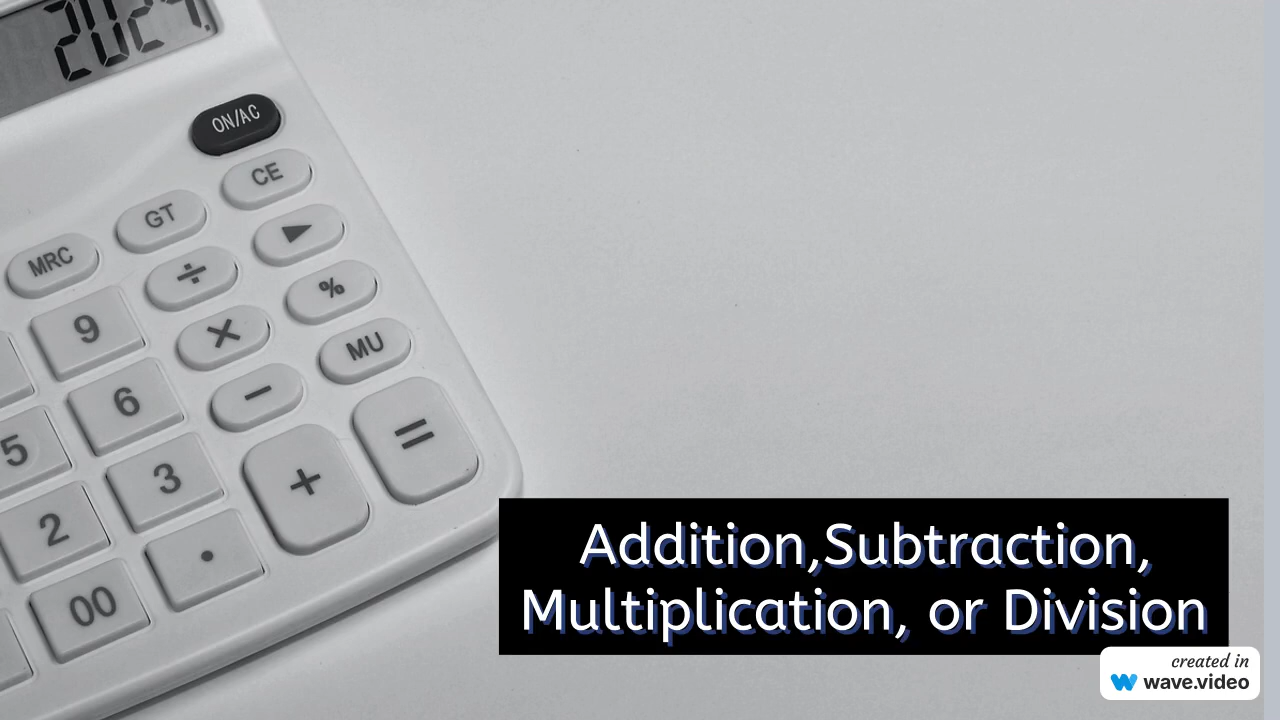 2024.
ON/AC
CE
GT
MRC
÷
%
9
×
MU
6
−
=
5
3
+
2
.
00
Addition,Subtraction,
Multiplication, or Division
created in
wave.video